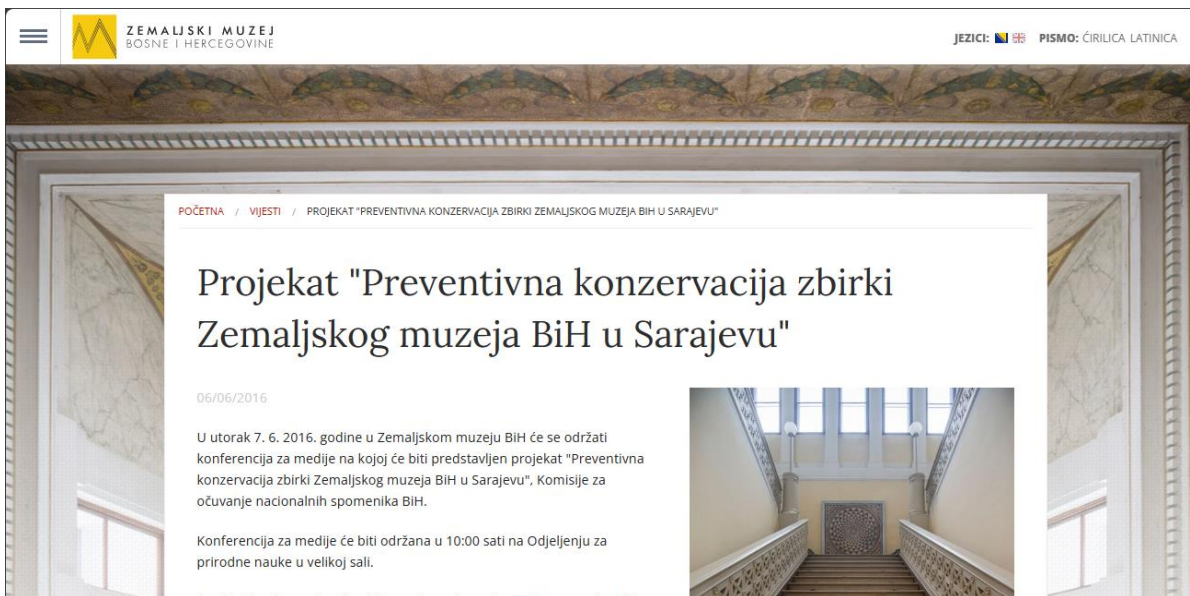 ZEMALJSKI MUZEJ
BOSNE I HERCEGOVINE
JEZICI: PISMO: ĆIRILICA LATINICA
POČETNA / VIJESTI / PROJEKAT "PREVENTIVNA KONZERVACIJA ZBIRKI ZEMALJSKOG MUZEJA BIH U SARAJEVU"
Projekat "Preventivna konzervacija zbirki
Zemaljskog muzeja BiH u Sarajevu"
06/06/2016
U utorak 7. 6. 2016. godine u Zemaljskom muzeju BiH će se održati
konferencija za medije na kojoj će biti predstavljen projekat "Preventivna
konzervacija zbirki Zemaljskog muzeja BiH u Sarajevu", Komisije za
očuvanje nacionalnih spomenika BiH.
Konferencija za medije će biti održana u 10:00 sati na Odjeljenju za
prirodne nauke u velikoj sali.